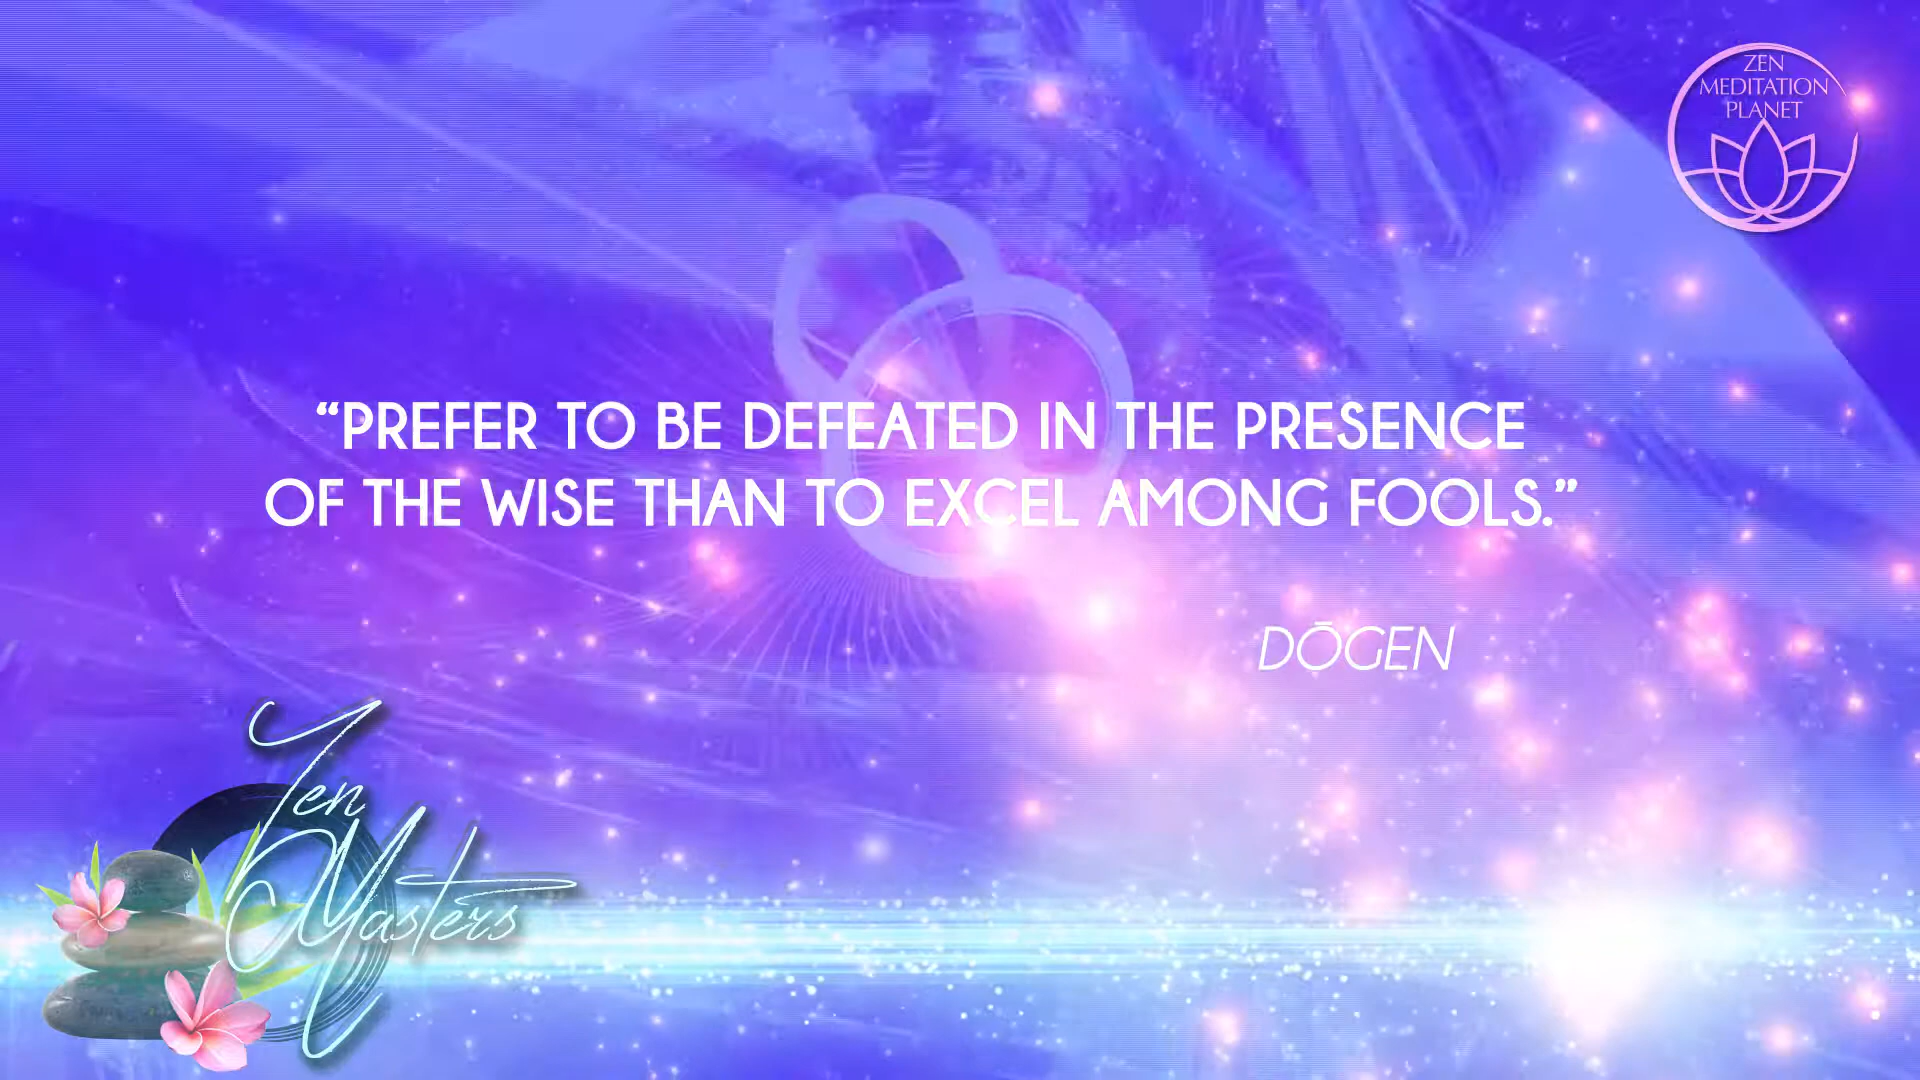 ZEN
MEDITATION
PLANET
“PREFER TO BE DEFEATED IN THE PRESENCE
OF THE WISE THAN TO EXCEL AMONG FOOLS.”
DŌGEN
Zen
Masters